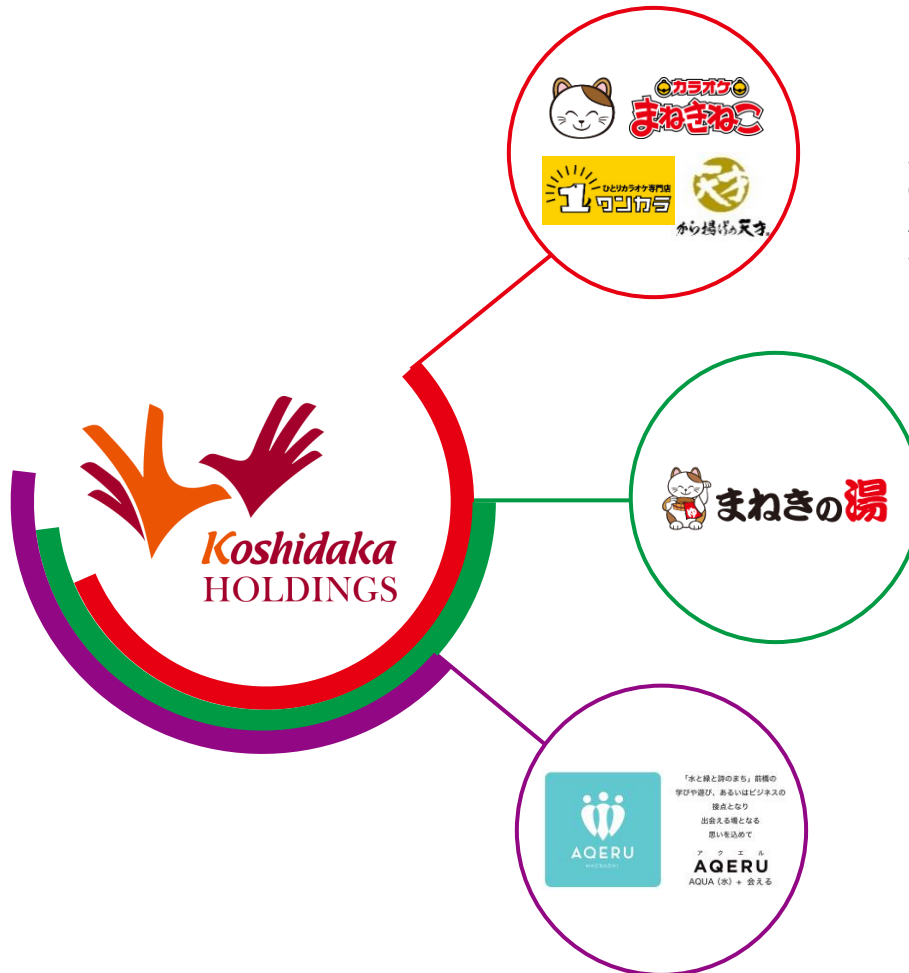 カラオケ
まねきねこ
ひとりカラオケ専門店
1ワンカラ
天才
から揚げの天才
Koshidaka
HOLDINGS
まねきの湯
ゆ
AQERU
MAEBASHI
「水と緑と詩のまち」前橋の
学びや遊び、あるいはビジネスの
接点となり
出会える場となる
思いを込めて
アクエル
AQERU
AQUA（水）+ 会える